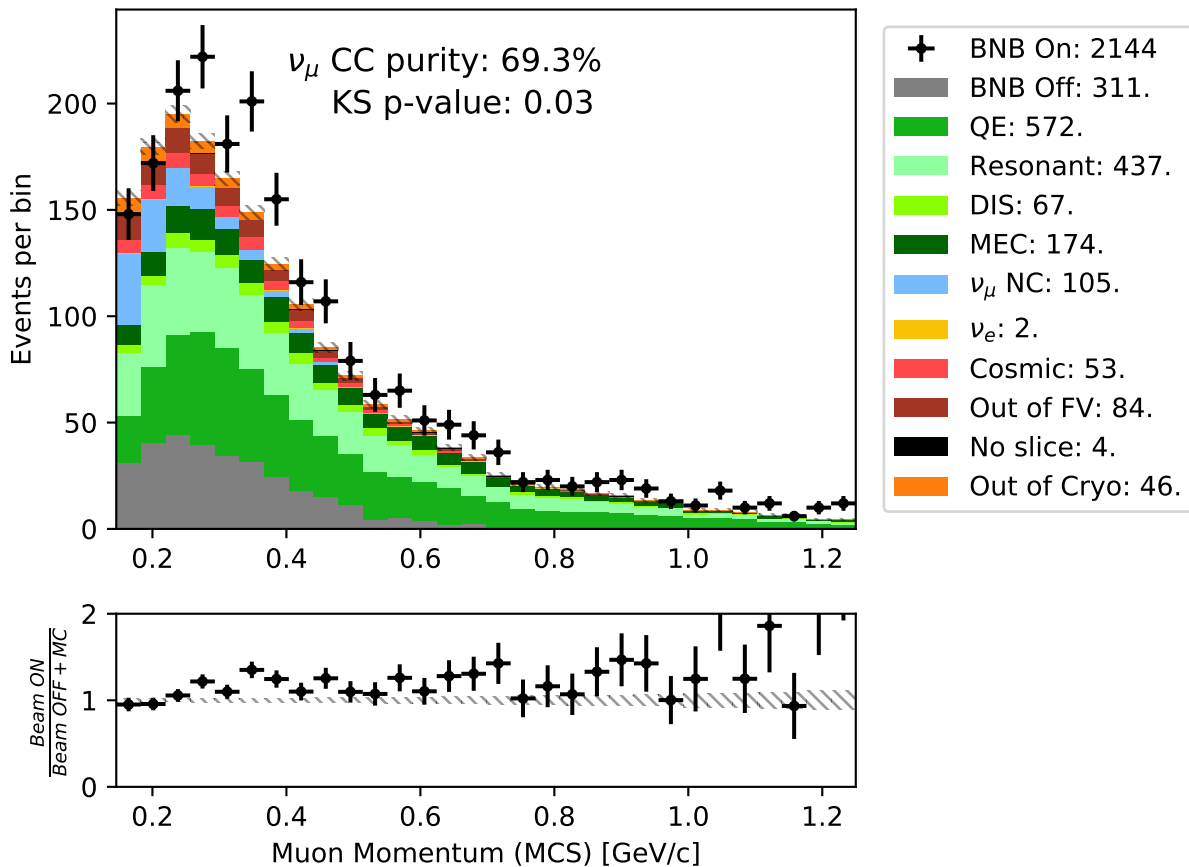 ν_μ CC purity: 69.3%
KS p-value: 0.03
Events per bin
200
150
100
50
0
0.2 0.4 0.6 0.8 1.0 1.2
BNB On: 2144
BNB Off: 311.
QE: 572.
Resonant: 437.
DIS: 67.
MEC: 174.
ν_μ NC: 105.
ν_e: 2.
Cosmic: 53.
Out of FV: 84.
No slice: 4.
Out of Cryo: 46.
Beam ON
Beam OFF + MC
2
1
0
0.2 0.4 0.6 0.8 1.0 1.2
Muon Momentum (MCS) [GeV/c]